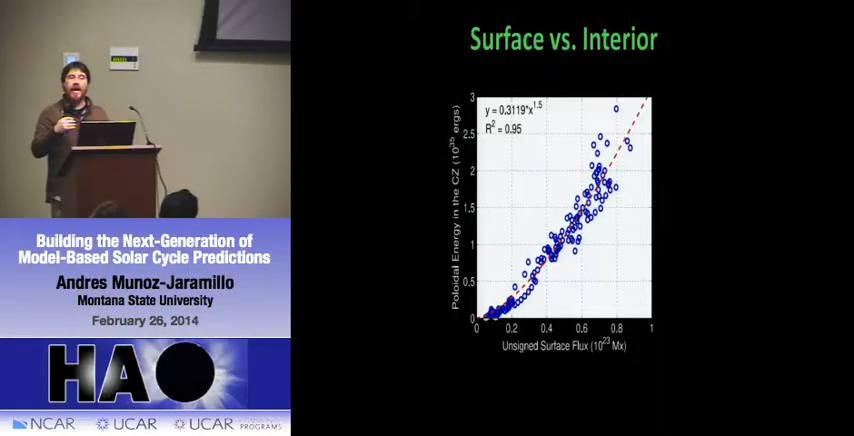 Surface vs. Interior
3
y = 0.3119*x^1.5
R^2 = 0.95
2.5
2
1.5
1
0.5
0
Poloidal Energy in the CZ (10^35 ergs)
0 0.2 0.4 0.6 0.8 1
Unsigned Surface Flux (10^23 Mx)
Building the Next-Generation of
Model-Based Solar Cycle Predictions
Andres Munoz-Jaramillo
Montana State University
February 26, 2014
HAO
NCAR UCAR UCAR
PROGRAMS